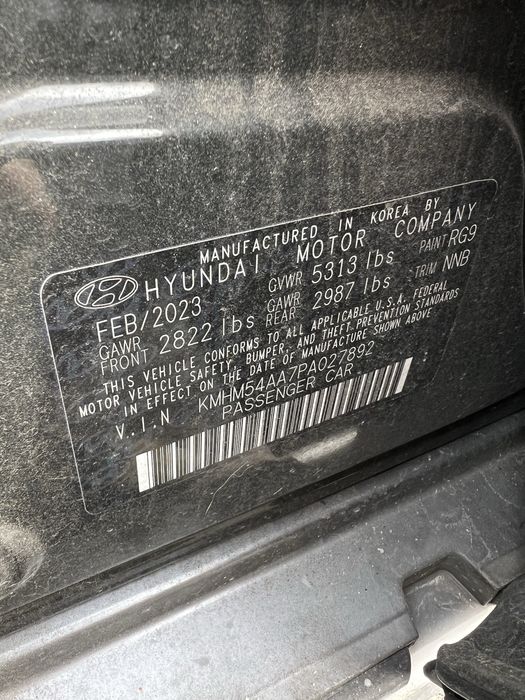 MANUFACTURED IN KOREA BY
HYUNDAI MOTOR COMPANY
FEB/2023 GVWR 5313 lbs PAINT RG9
GAWR FRONT 2822 lbs GAWR REAR 2987 lbs TRIM NNB
THIS VEHICLE CONFORMS TO ALL APPLICABLE U.S.A. FEDERAL
MOTOR VEHICLE SAFETY, BUMPER, AND THEFT PREVENTION STANDARDS
IN EFFECT ON THE DATE OF MANUFACTURE SHOWN ABOVE
V.I.N KMHM54AA7PA027892
PASSENGER CAR